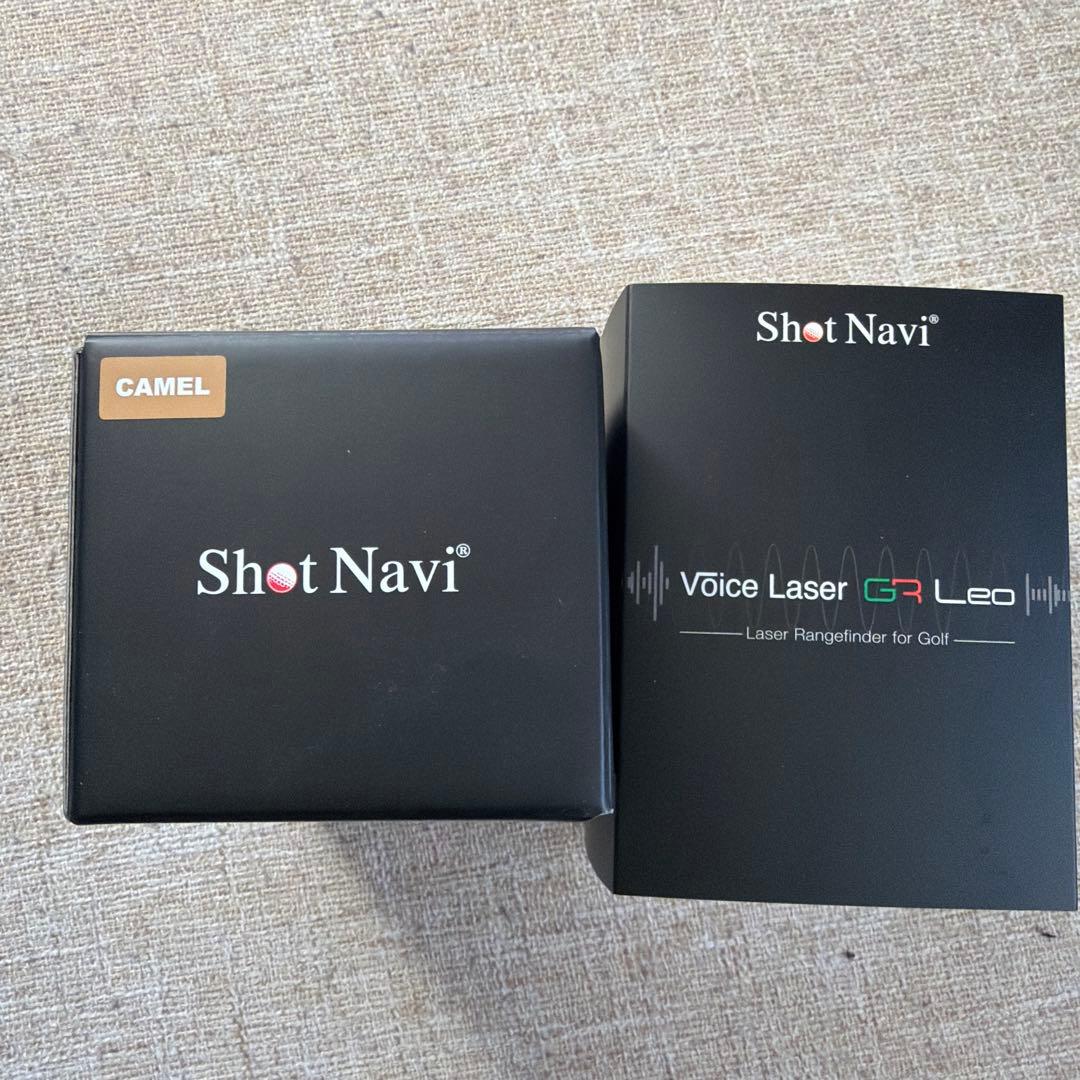 CAMEL
Shot Navi®
Shot Navi®
Voice Laser GR Leo
Laser Rangefinder for Golf